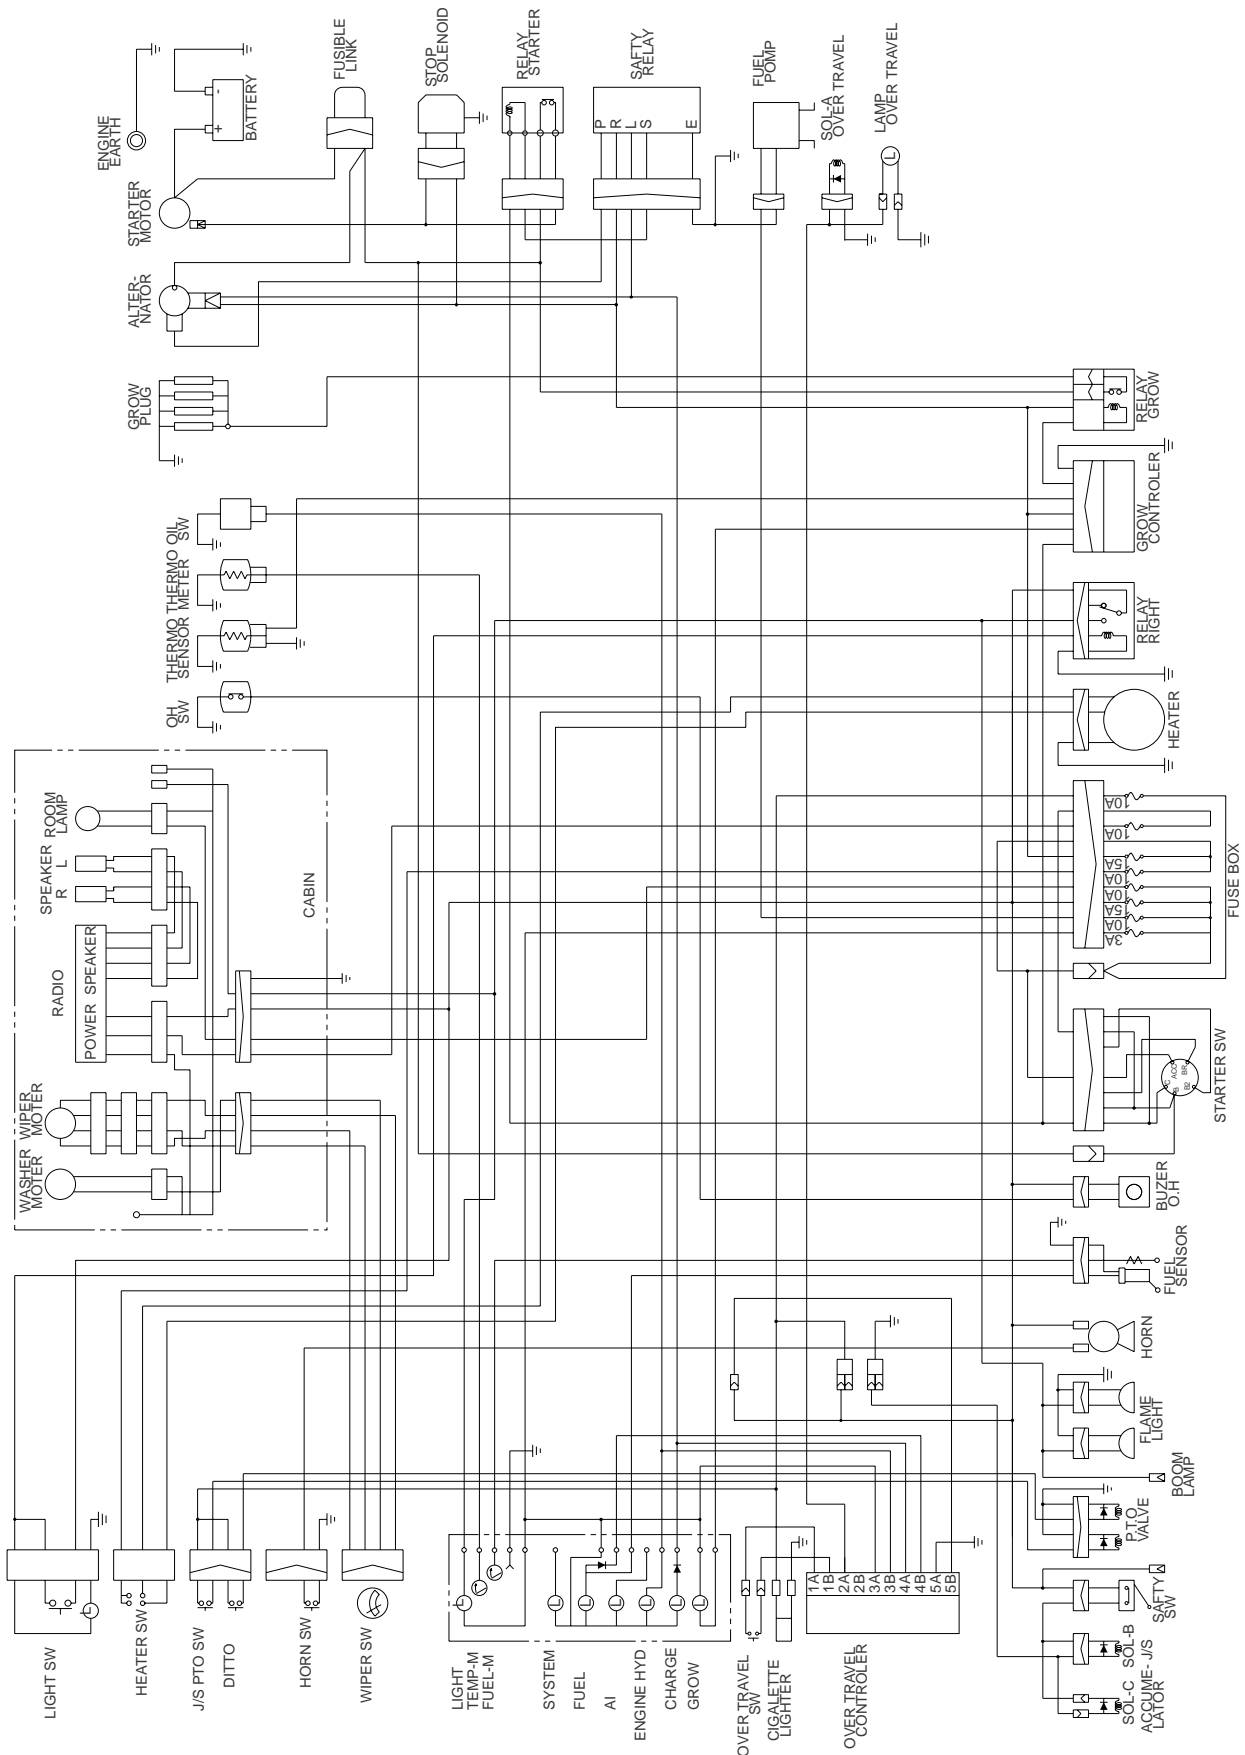 ENGINE
EARTH
-
+
BATTERY
FUSIBLE
LINK
STOP
SOLENOID
RELAY
STARTER
SAFTY
RELAY
P
R
L
S
E
FUEL
POMP
SOL-A
OVER TRAVEL
LAMP
OVER TRAVEL
L
STARTER
MOTOR
ALTER-
NATOR
GROW
PLUG
OIL
SW
THERMO
METER
THERMO
SENSOR
OH
SW
RELAY
GROW
GROW
CONTROLER
RELAY
RIGHT
HEATER
ROOM
LAMP
SPEAKER
R
L
RADIO
POWER
SPEAKER
WIPER
MOTER
WASHER
MOTER
CABIN
10A
10A
15A
10A
10A
15A
10A
3A
FUSE BOX
C
ACC
BR
B
B2
STARTER SW
BUZER
O.H
FUEL
SENSOR
HORN
FLAME
LIGHT
BOOM
LAMP
P.T.O
VALVE
SAFTY
SW
SOL-B
J/S
SOL-C
ACCUME-
LATOR
L
LIGHT SW
HEATER SW
J/S PTO SW
DITTO
HORN SW
WIPER SW
L
L
L
L
L
L
L
LIGHT
TEMP-M
FUEL-M
SYSTEM
FUEL
AI
ENGINE HYD
CHARGE
GROW
OVER TRAVEL
SW
CIGALETTE
LIGHTER
1A
1B
2A
2B
3A
3B
4A
4B
5A
5B
OVER TRAVEL
CONTROLER